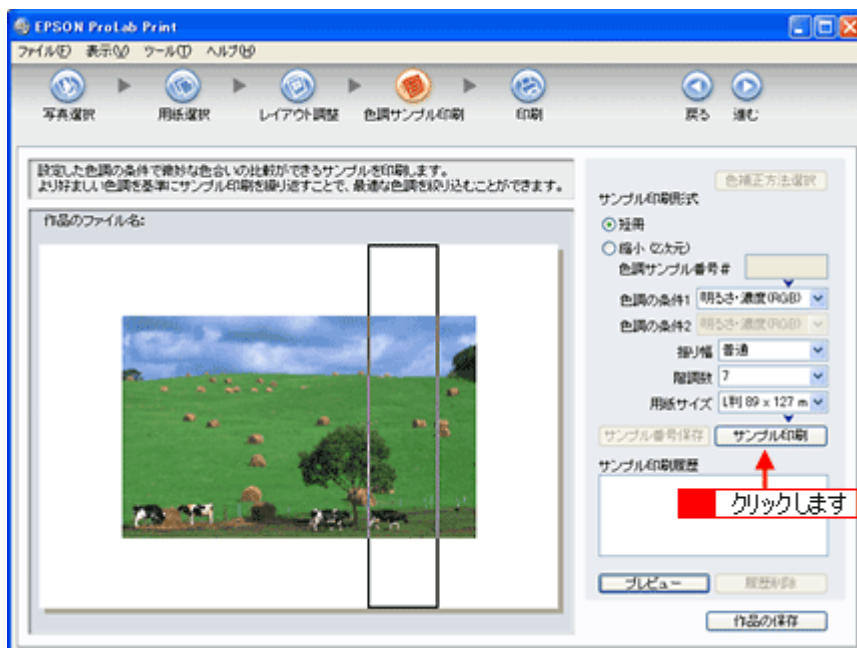 EPSON ProLab Print
ファイル(F) 表示(V) ツール(T) ヘルプ(H)
写真選択 用紙選択 レイアウト調整 色調サンプル印刷 印刷 戻る 進む
設定した色調の条件で微妙な色合いの比較ができるサンプルを印刷します。
より好ましい色調を基準にサンプル印刷を繰り返すことで、最適な色調を絞り込むことができます。
作品のファイル名:
色補正方法選択
サンプル印刷形式
短冊
縮小(2次元)
色調サンプル番号#
色調の条件1 明るさ・濃度(RGB)
色調の条件2 明るさ・濃度(RGB)
振り幅 普通
階調数 7
用紙サイズ L判 89 x 127 m
サンプル番号保存 サンプル印刷
サンプル印刷履歴
クリックします
プレビュー 履歴削除
作品の保存